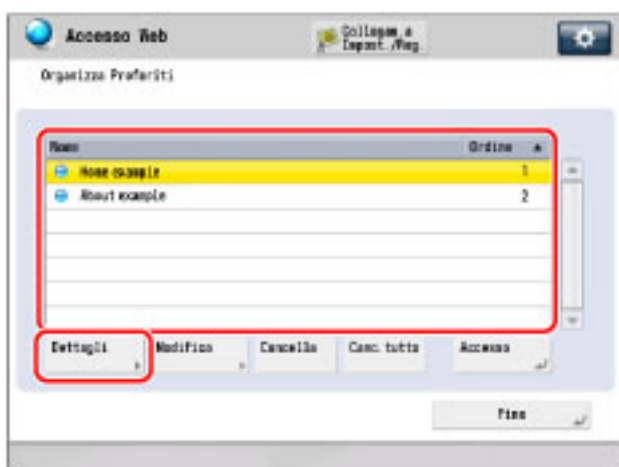 Accesso Web
Collegam. a
Impost./Reg.
Organizza Preferiti
Nome Ordine
Home example 1
About example 2
Dettagli Modifica Cancella Canc. tutto Accesso
Fine